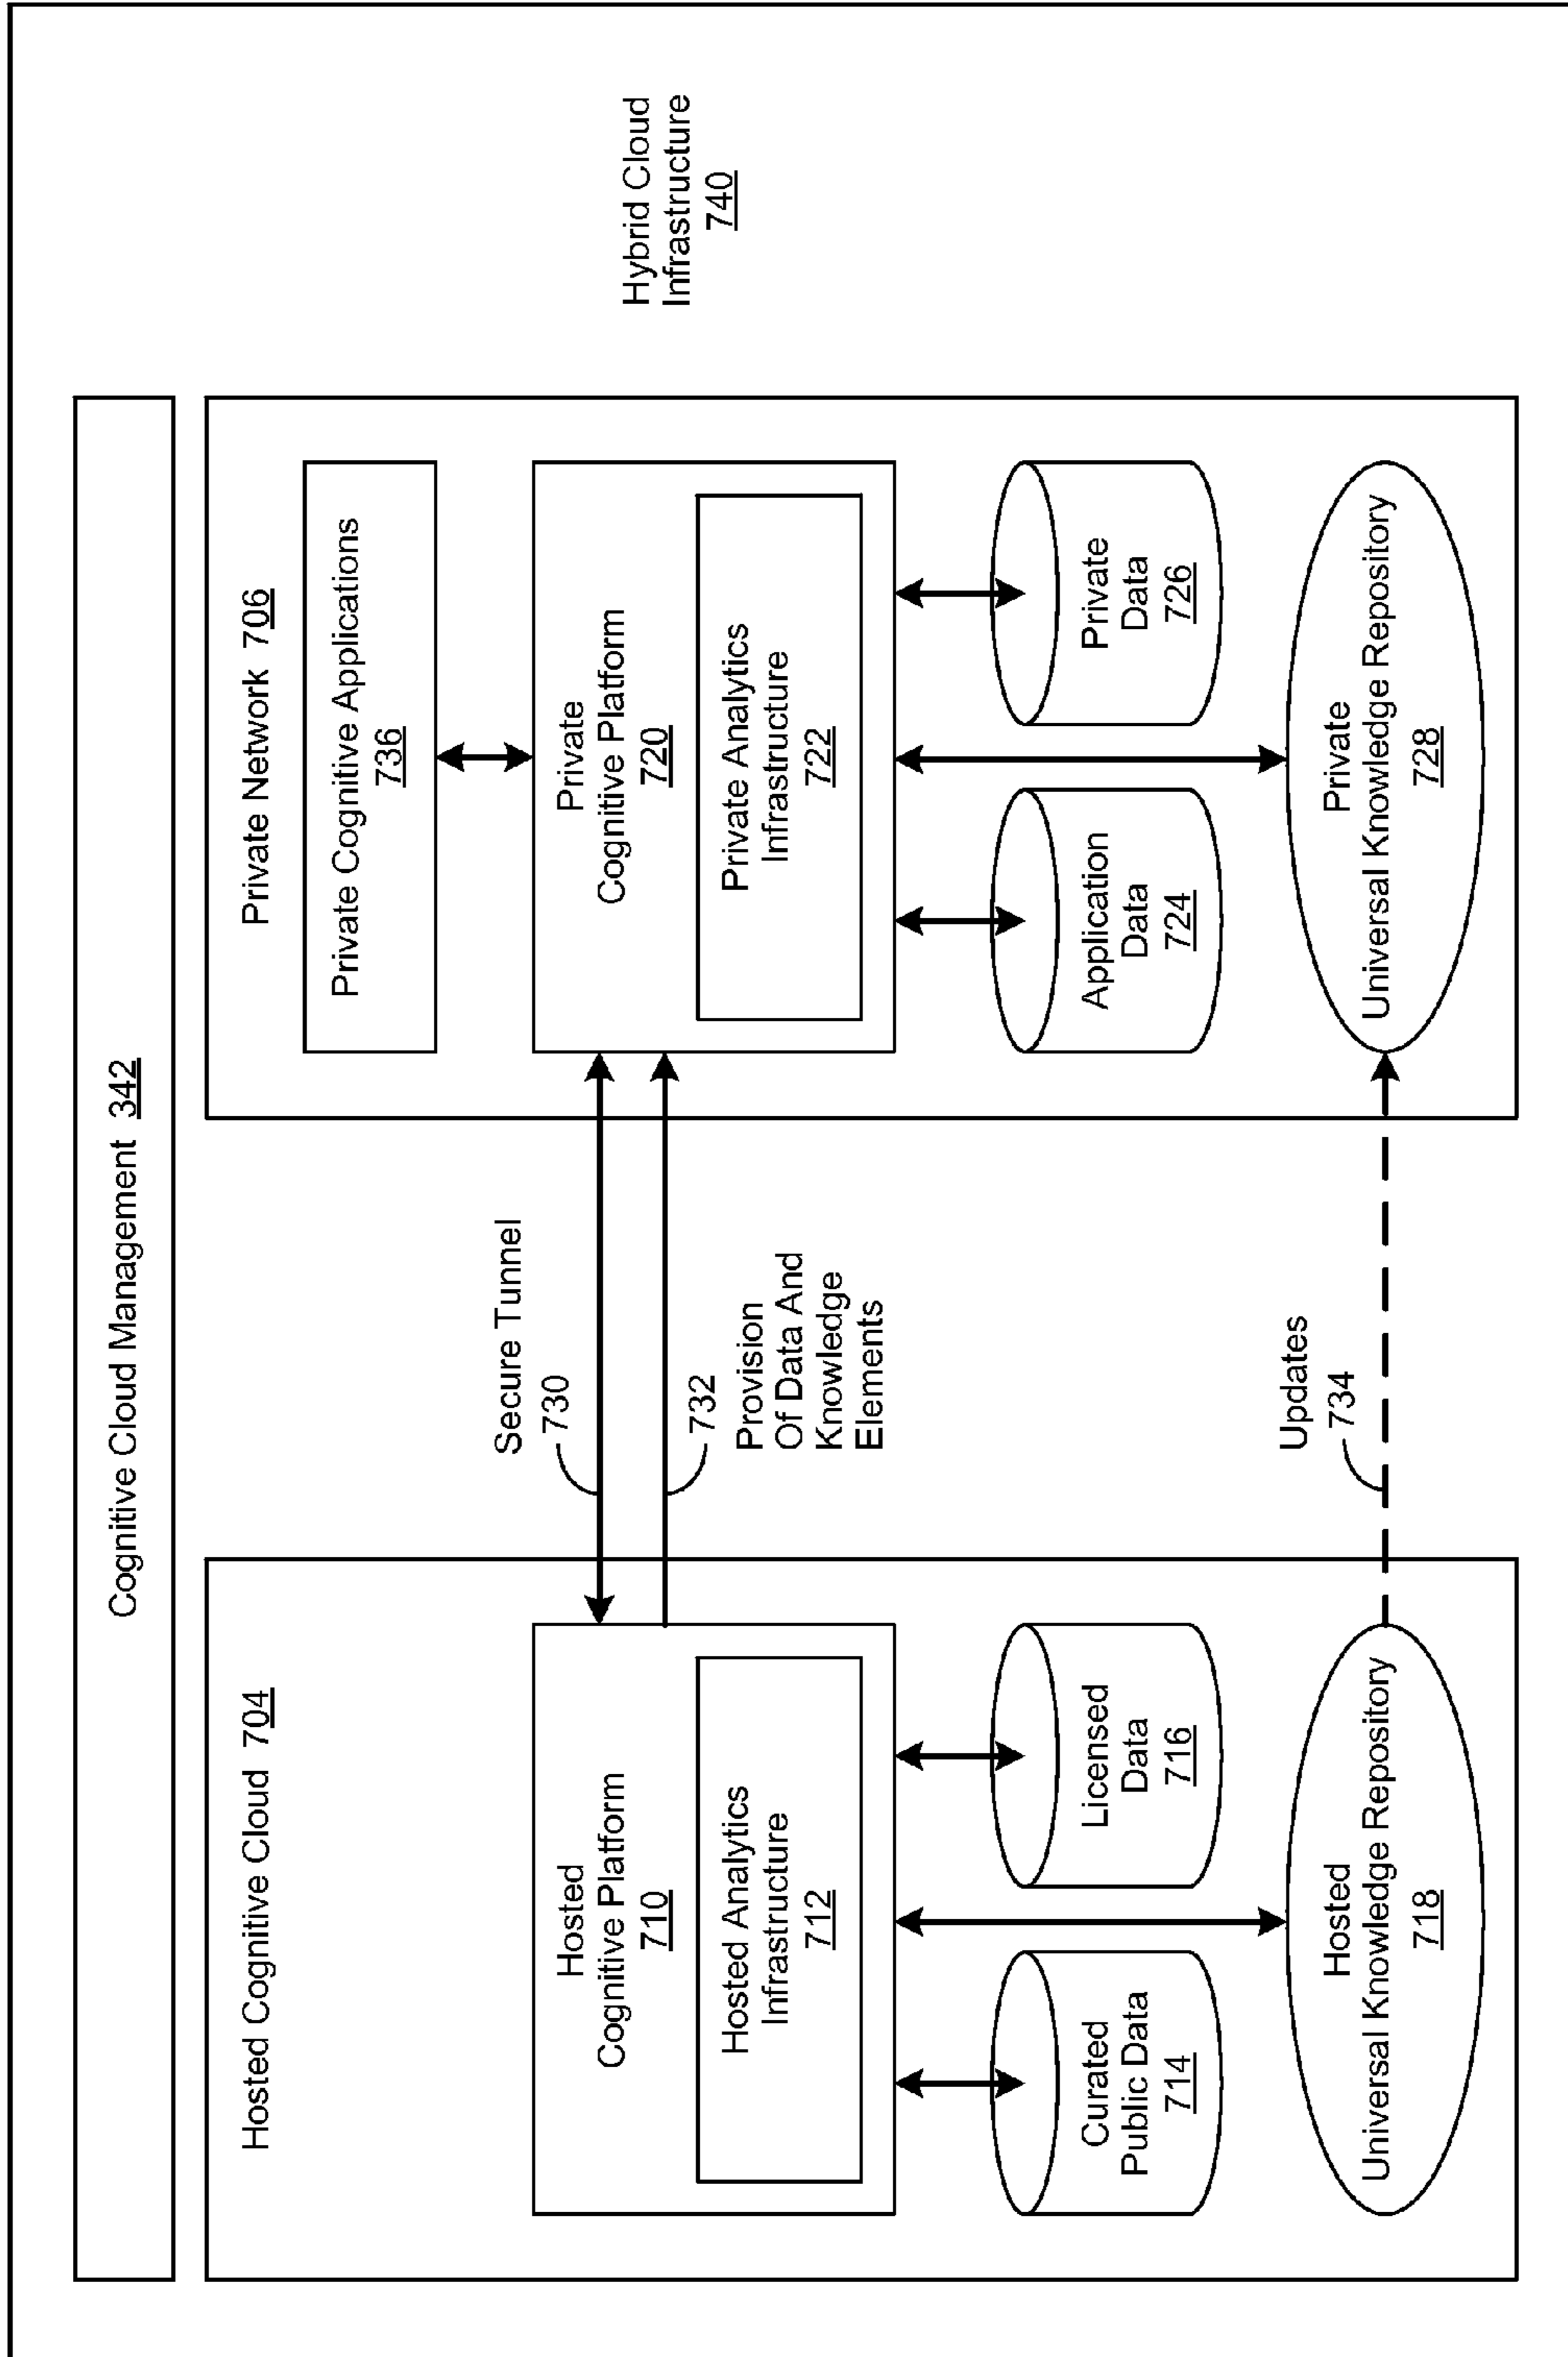 Cognitive Cloud Management 342
Hosted Cognitive Cloud 704
Hosted
Cognitive Platform
710
Hosted Analytics
Infrastructure
712
Curated
Public Data
714
Licensed
Data
716
Hosted
Universal Knowledge Repository
718
Secure Tunnel
730
732
Provision
Of Data And
Knowledge
Elements
Updates
734
Private Network 706
Private Cognitive Applications
736
Private
Cognitive Platform
720
Private Analytics
Infrastructure
722
Application
Data
724
Private
Data
726
Private
Universal Knowledge Repository
728
Hybrid Cloud
Infrastructure
740